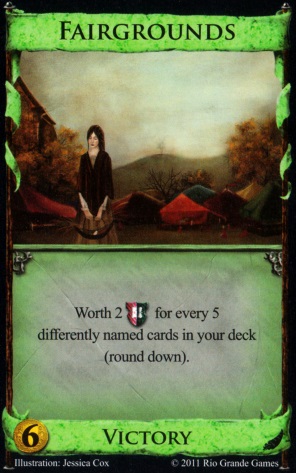 FAIRGROUNDS
Worth 2 for every 5
differently named cards in your deck
(round down).
6 VICTORY
Illustration: Jessica Cox © 2011 Rio Grande Games